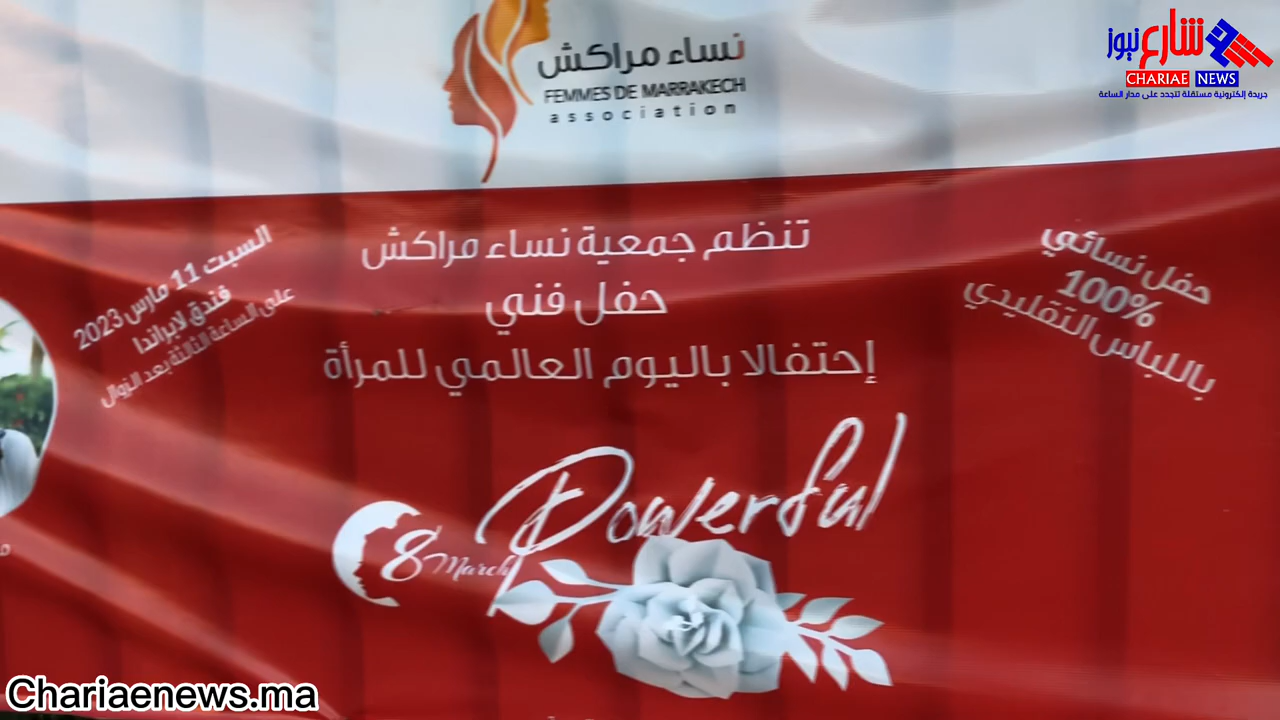 نساء مراكش
FEMMES DE MARRAKECH
association
شارع نيوز
CHARIAE NEWS
جريدة إلكترونية مستقلة تتجدد على مدار الساعة
تنظم جمعية نساء مراكش
حفل فني
إحتفالا باليوم العالمي للمرأة
حفل نسائي
100%
باللباس التقليدي
السبت 11 مارس 2023
فندق لابراندا
على الساعة الثالثة بعد الزوال
Powerful
8 March
Chariaenews.ma